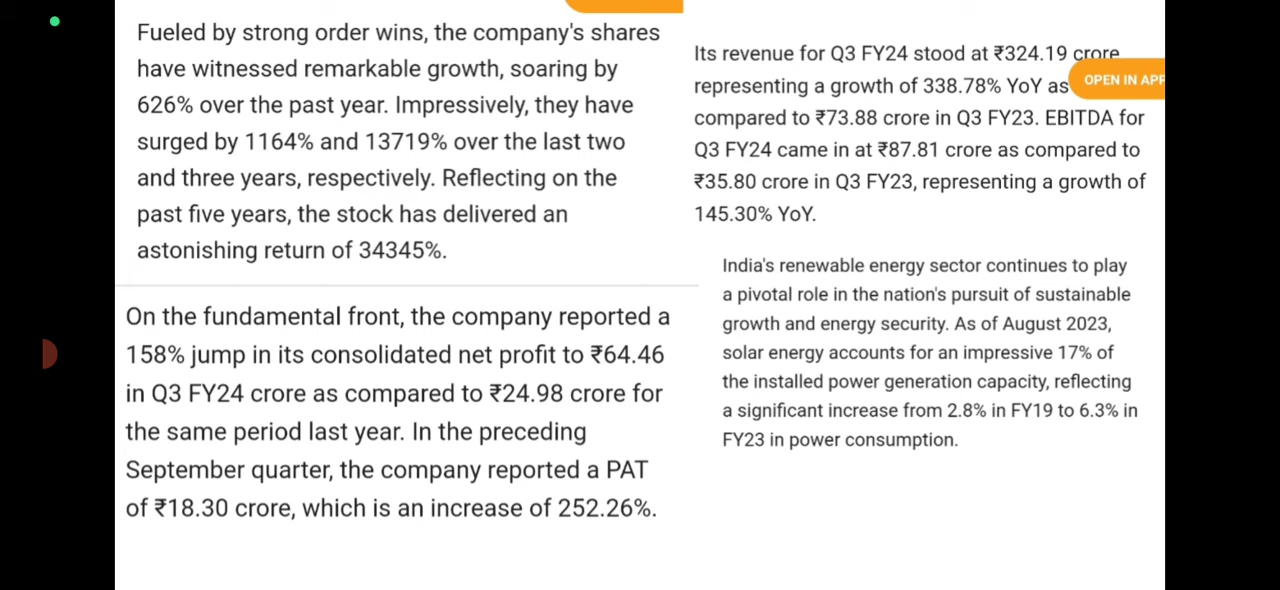 Fueled by strong order wins, the company's shares
have witnessed remarkable growth, soaring by
626% over the past year. Impressively, they have
surged by 1164% and 13719% over the last two
and three years, respectively. Reflecting on the
past five years, the stock has delivered an
astonishing return of 34345%.
On the fundamental front, the company reported a
158% jump in its consolidated net profit to ₹64.46
in Q3 FY24 crore as compared to ₹24.98 crore for
the same period last year. In the preceding
September quarter, the company reported a PAT
of ₹18.30 crore, which is an increase of 252.26%.
Its revenue for Q3 FY24 stood at ₹324.19 crore
representing a growth of 338.78% YoY as
OPEN IN APP
compared to ₹73.88 crore in Q3 FY23. EBITDA for
Q3 FY24 came in at ₹87.81 crore as compared to
₹35.80 crore in Q3 FY23, representing a growth of
145.30% YoY.
India's renewable energy sector continues to play
a pivotal role in the nation's pursuit of sustainable
growth and energy security. As of August 2023,
solar energy accounts for an impressive 17% of
the installed power generation capacity, reflecting
a significant increase from 2.8% in FY19 to 6.3% in
FY23 in power consumption.